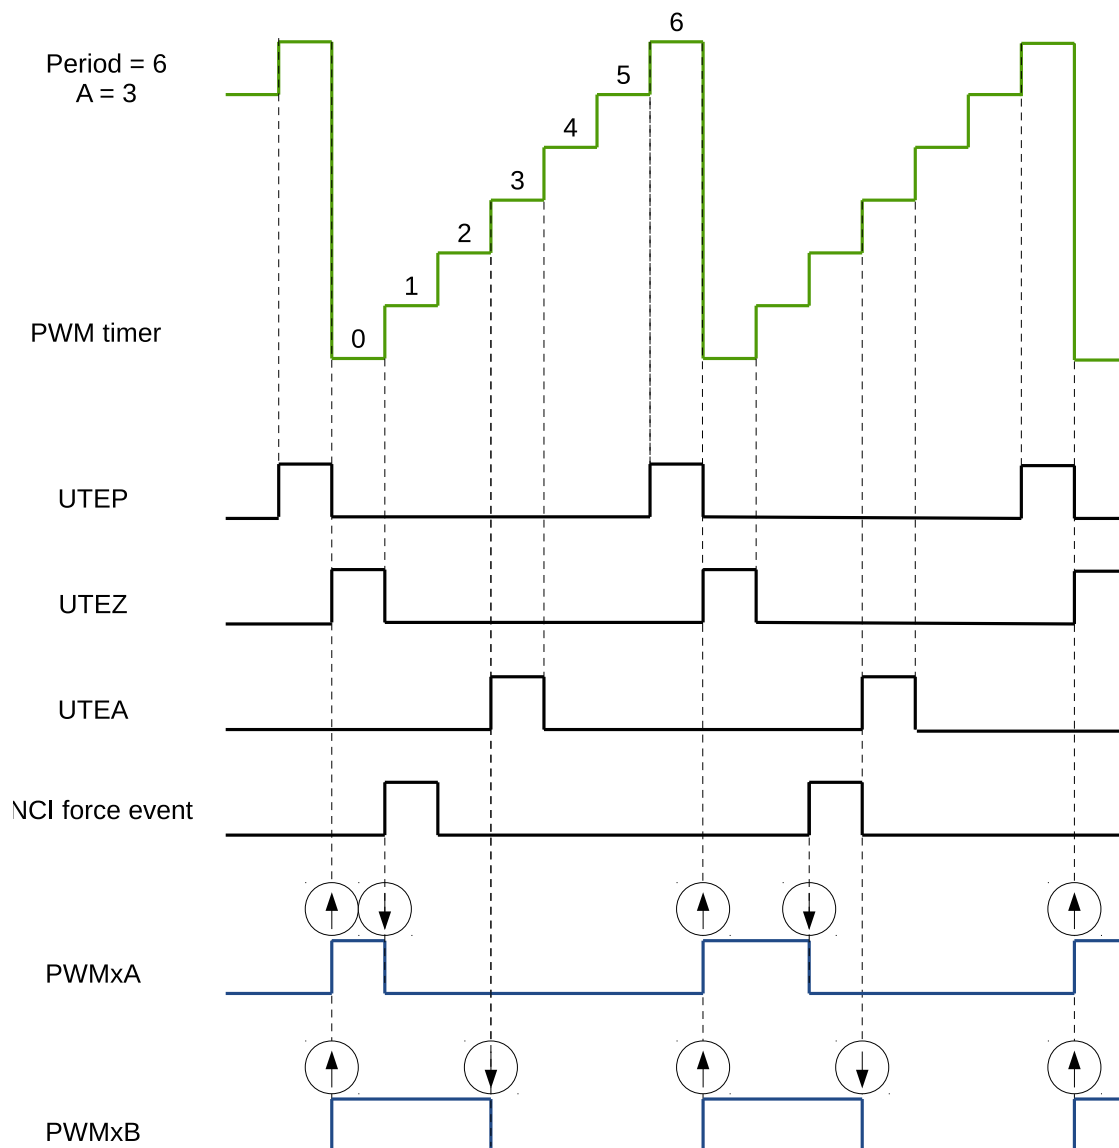 6
Period = 6
A = 3
5
4
3
2
1
0
PWM timer
UTEP
UTEZ
UTEA
NCI force event
PWMxA
PWMxB